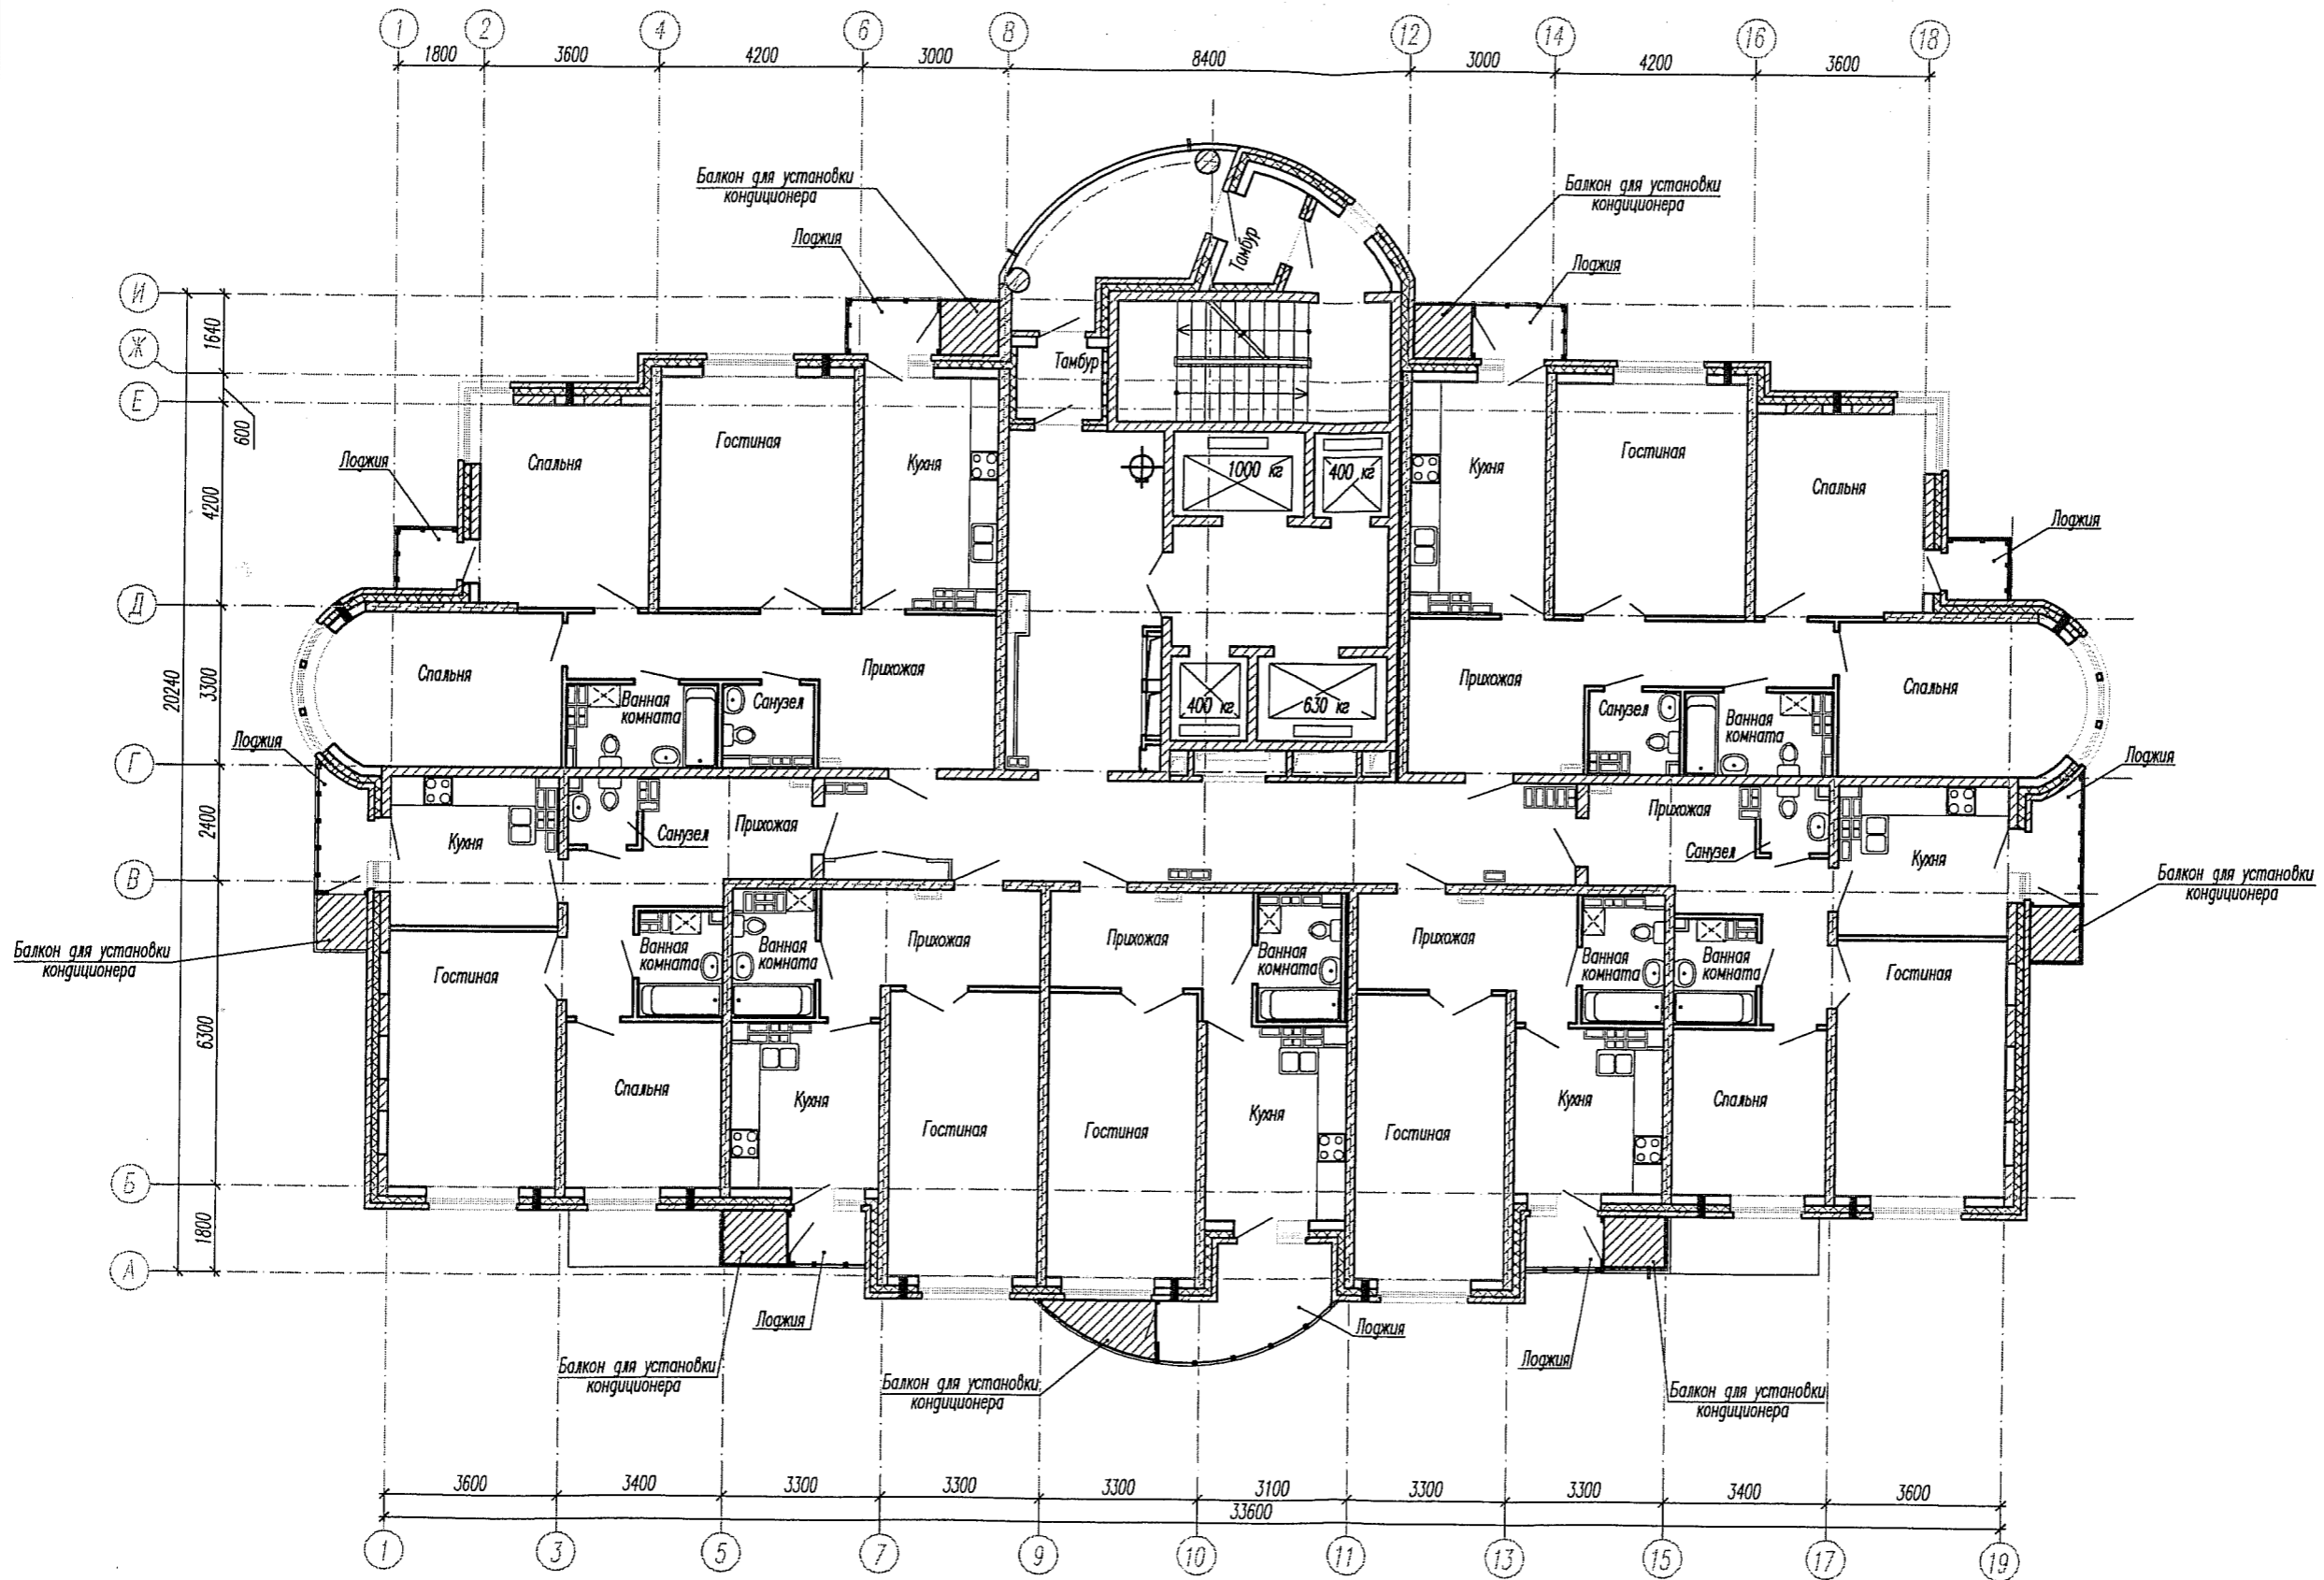 1 2 4 6 8 12 14 16 18
1800 3600 4200 3000 8400 3000 4200 3600
Балкон для установки
кондиционера
Лоджия
Балкон для установки
кондиционера
Лоджия
Тамбур
Тамбур
И
Ж
Е
Д
Г
В
Б
А
1640
600
4200
3300
2400
6300
1800
20240
Лоджия
Спальня
Гостиная
Кухня
1000 кг
400 кг
Кухня
Гостиная
Спальня
Лоджия
Спальня
Ванная
комната
Санузел
Прихожая
400 кг
630 кг
Прихожая
Санузел
Ванная
комната
Спальня
Лоджия
Лоджия
Кухня
Санузел
Прихожая
Прихожая
Санузел
Кухня
Балкон для установки
кондиционера
Балкон для установки
кондиционера
Гостиная
Ванная
комната
Ванная
комната
Прихожая
Прихожая
Ванная
комната
Прихожая
Ванная
комната
Ванная
комната
Гостиная
Спальня
Кухня
Гостиная
Гостиная
Кухня
Гостиная
Кухня
Спальня
Лоджия
Лоджия
Лоджия
Балкон для установки
кондиционера
Балкон для установки
кондиционера
Балкон для установки
кондиционера
3600 3400 3300 3300 3300 3100 3300 3300 3400 3600
33600
1 3 5 7 9 10 11 13 15 17 19